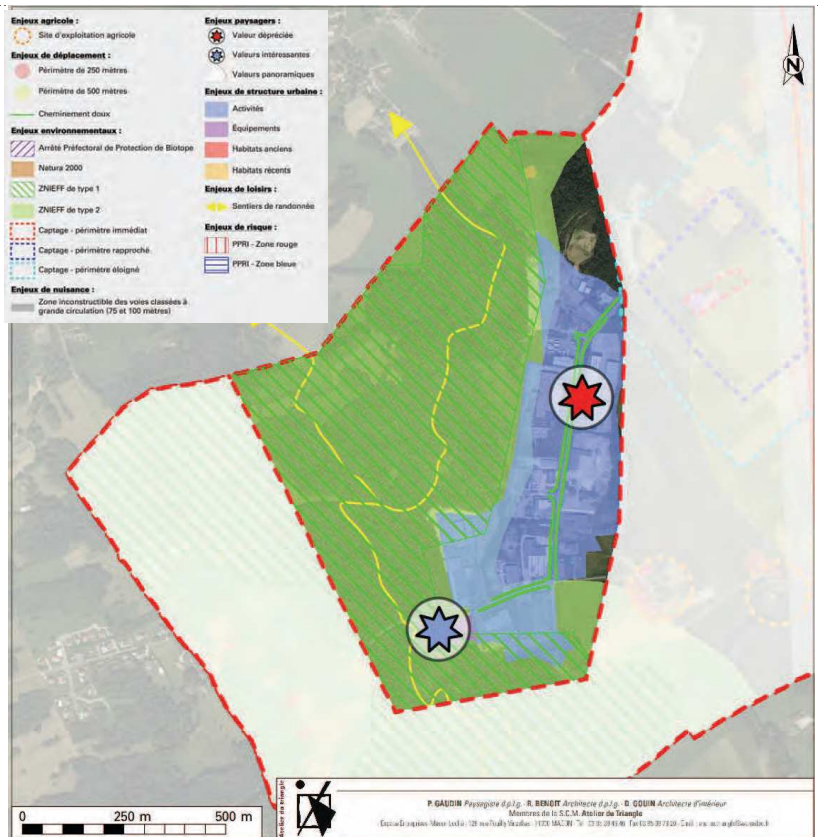 Enjeux agricole :
Site d'exploitation agricole
Enjeux de déplacement :
Périmètre de 250 mètres
Périmètre de 500 mètres
Cheminement doux
Enjeux environnementaux :
Arrêté Préfectoral de Protection de Biotope
Natura 2000
ZNIEFF de type 1
ZNIEFF de type 2
Captage - périmètre immédiat
Captage - périmètre rapproché
Captage - périmètre éloigné
Enjeux de nuisance :
Zone inconstructible des voies classées à
grande circulation (75 et 100 mètres)
Enjeux paysagers :
Valeur dépréciée
Valeurs intéressantes
Valeurs panoramiques
Enjeux de structure urbaine :
Activités
Équipements
Habitats anciens
Habitats récents
Enjeux de loisirs :
Sentiers de randonnée
Enjeux de risque :
PPRI - Zone rouge
PPRI - Zone bleue
N
0 250 m 500 m
Atelier du triangle
P. GAUDIN Paysagiste d.p.l.g. - R. BENOIT Architecte d.p.l.g. - D. GOUIN Architecte d'intérieur
Membres de la S.C.M. Atelier du Triangle